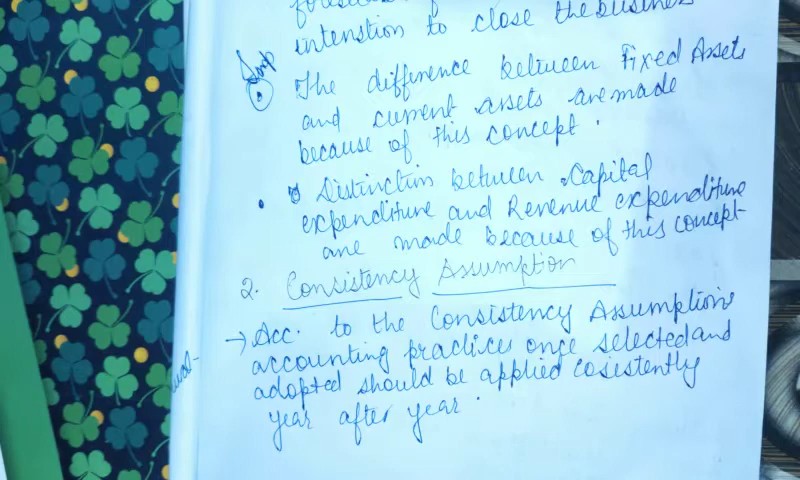 intenstion to close the business
Imp
The difference between Fixed Assets
and current assets are made
because of this concept.
• Distinction between Capital
expenditure and Revenue expenditure
are made because of this concept
2. Consistency Assumption
→ Acc. to the Consistency Assumption
accounting practices once selected and
adopted should be applied cosistently
year after year.